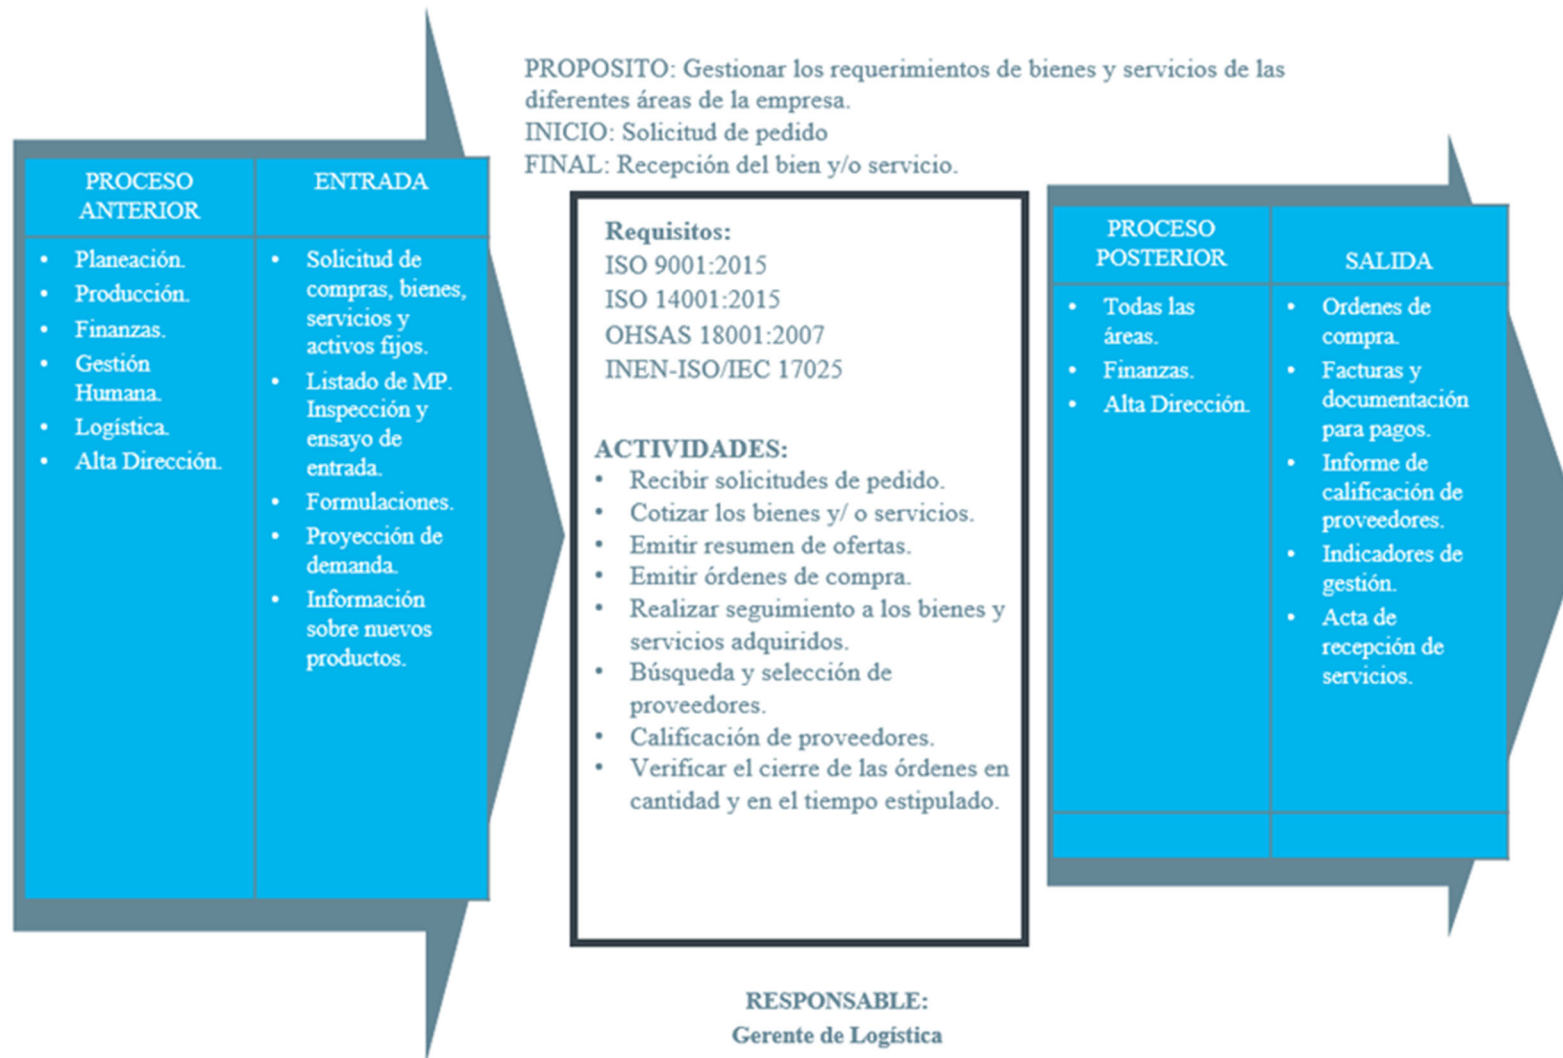 PROPOSITO: Gestionar los requerimientos de bienes y servicios de las
diferentes áreas de la empresa.
INICIO: Solicitud de pedido
FINAL: Recepción del bien y/o servicio.
PROCESO
ANTERIOR
• Planeación.
• Producción.
• Finanzas.
• Gestión
Humana.
• Logística.
• Alta Dirección.
ENTRADA
• Solicitud de
compras, bienes,
servicios y
activos fijos.
• Listado de MP.
Inspección y
ensayo de
entrada.
• Formulaciones.
• Proyección de
demanda.
• Información
sobre nuevos
productos.
Requisitos:
ISO 9001:2015
ISO 14001:2015
OHSAS 18001:2007
INEN-ISO/IEC 17025
ACTIVIDADES:
• Recibir solicitudes de pedido.
• Cotizar los bienes y/ o servicios.
• Emitir resumen de ofertas.
• Emitir órdenes de compra.
• Realizar seguimiento a los bienes y
servicios adquiridos.
• Búsqueda y selección de
proveedores.
• Calificación de proveedores.
• Verificar el cierre de las órdenes en
cantidad y en el tiempo estipulado.
PROCESO
POSTERIOR
• Todas las
áreas.
• Finanzas.
• Alta Dirección.
SALIDA
• Ordenes de
compra.
• Facturas y
documentación
para pagos.
• Informe de
calificación de
proveedores.
• Indicadores de
gestión.
• Acta de
recepción de
servicios.
RESPONSABLE:
Gerente de Logística